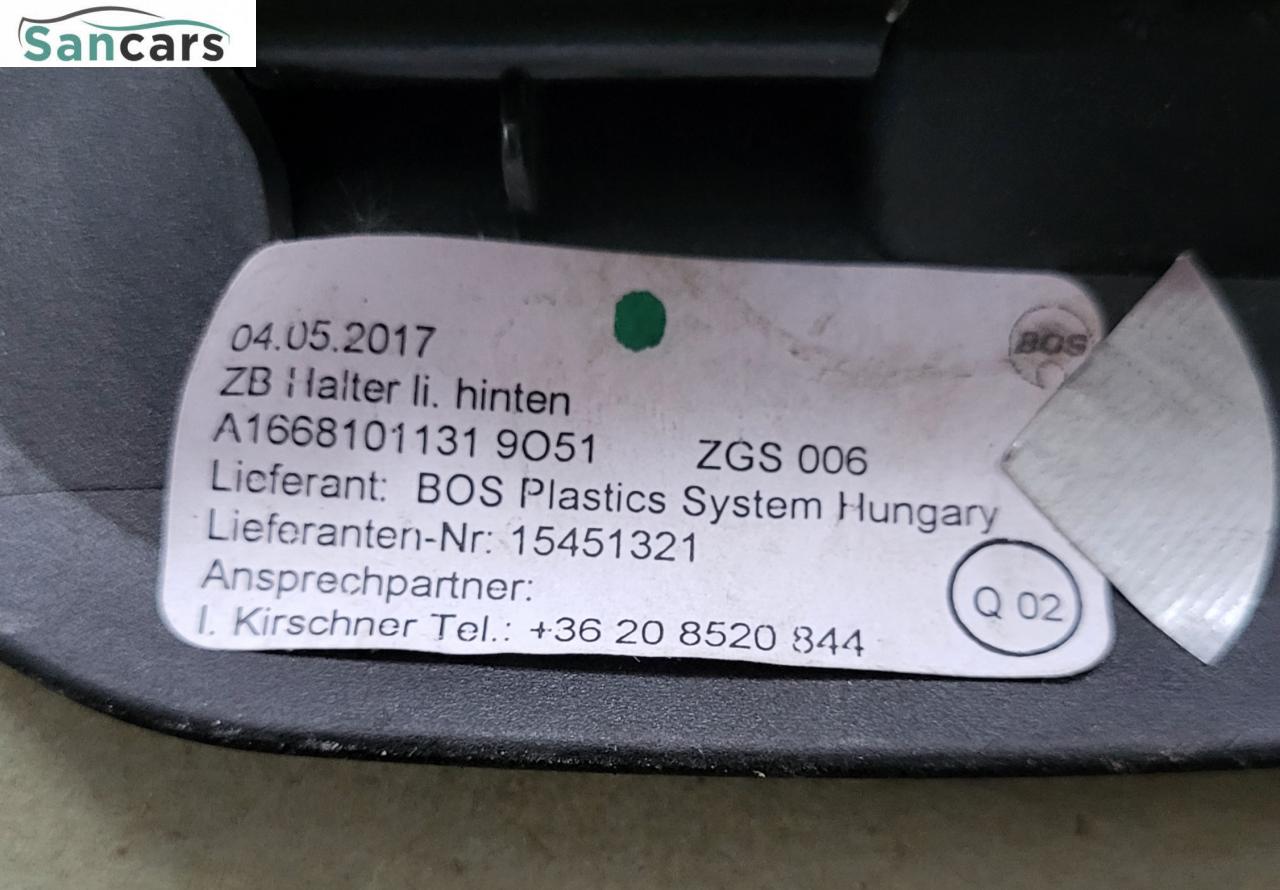 Sancars
04.05.2017
ZB Halter li. hinten
A1668101131 9O51 ZGS 006
Lieferant: BOS Plastics System Hungary
Lieferanten-Nr: 15451321
Ansprechpartner:
I. Kirschner Tel.: +36 20 8520 844
BOS
Q 02